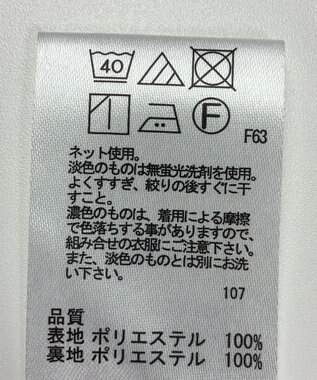 40
F
F63
ネット使用。
淡色のものは無蛍光洗剤を使用。
よくすすぎ、絞りの後すぐに干
すこと。
濃色のものは、着用による摩擦
で色落ちする事がありますので、
組み合せの衣服にご注意下さい。
また、淡色のものとは別にお洗
い下さい。
107
品質
表地 ポリエステル 100%
裏地 ポリエステル 100%